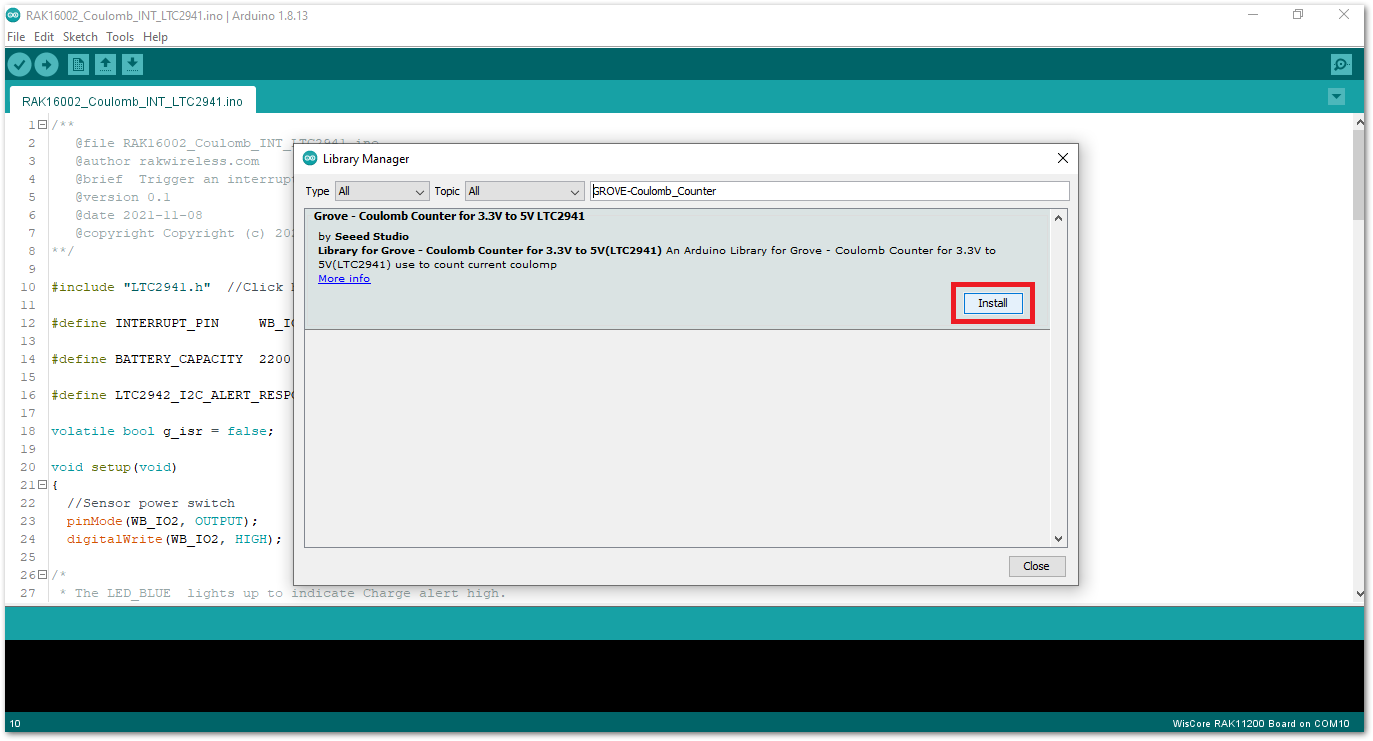 RAK16002_Coulomb_INT_LTC2941.ino | Arduino 1.8.13
File Edit Sketch Tools Help
RAK16002_Coulomb_INT_LTC2941.ino
1 /**
2 @file RAK16002_Coulomb_INT_LTC2941.ino
3 @author rakwireless.com
4 @brief Trigger an interrupt
5 @version 0.1
6 @date 2021-11-08
7 @copyright Copyright (c) 20
8 **/
9
10 #include "LTC2941.h" //Click
11
12 #define INTERRUPT_PIN WB_IO
13
14 #define BATTERY_CAPACITY 2200
15
16 #define LTC2942_I2C_ALERT_RESPO
17
18 volatile bool g_isr = false;
19
20 void setup(void)
21 {
22 //Sensor power switch
23 pinMode(WB_IO2, OUTPUT);
24 digitalWrite(WB_IO2, HIGH);
25
26 /*
27 * The LED_BLUE lights up to indicate Charge alert high.
Library Manager
Type All Topic All GROVE-Coulomb_Counter
Grove - Coulomb Counter for 3.3V to 5V LTC2941
by Seeed Studio
Library for Grove - Coulomb Counter for 3.3V to 5V(LTC2941) An Arduino Library for Grove - Coulomb Counter for 3.3V to
5V(LTC2941) use to count current coulomp
More info
Install
Close
10 WisCore RAK11200 Board on COM10